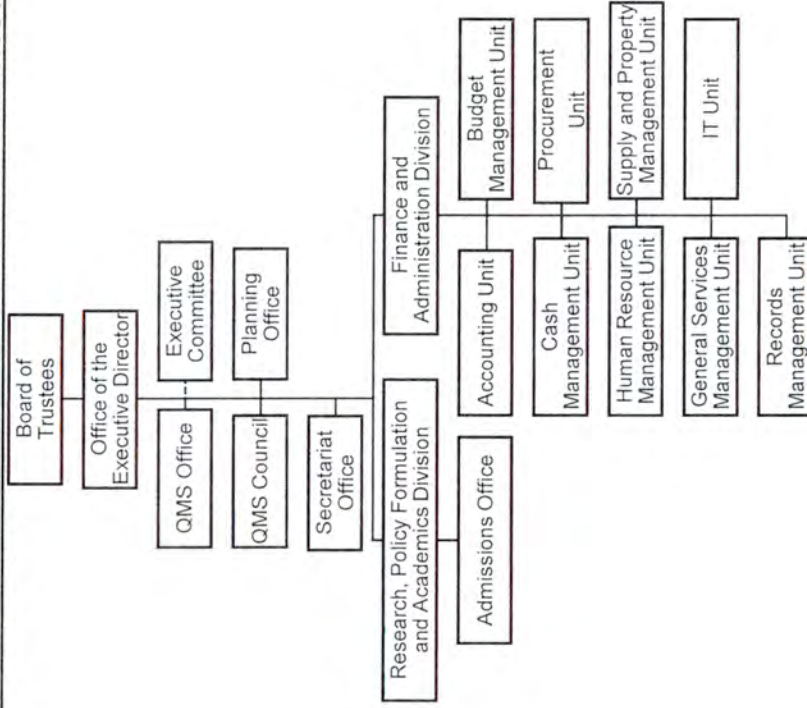 Board of
Trustees
Office of the
Executive Director
QMS Office
Executive
Committee
QMS Council
Planning
Office
Secretariat
Office
Research, Policy Formulation
and Academics Division
Finance and
Administration Division
Admissions Office
Accounting Unit
Budget
Management Unit
Cash
Management Unit
Procurement
Unit
Human Resource
Management Unit
Supply and Property
Management Unit
General Services
Management Unit
IT Unit
Records
Management Unit